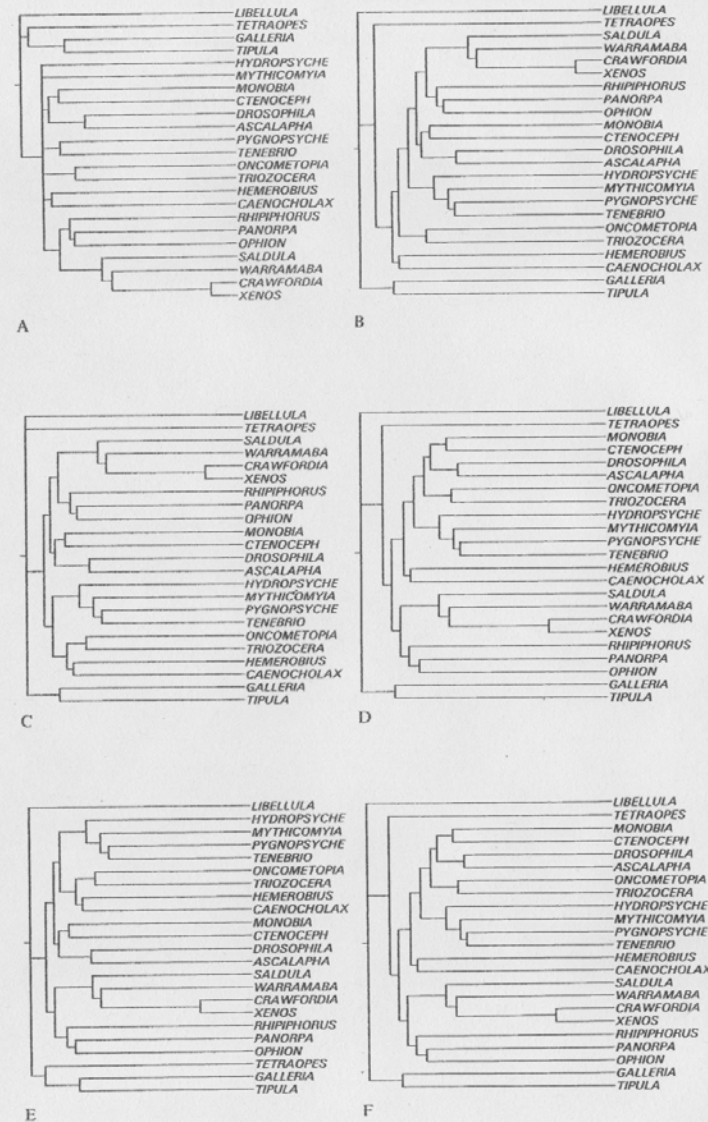 LIBELLULA
TETRAOPES
GALLERIA
TIPULA
HYDROPSYCHE
MYTHICOMYIA
MONOBIA
CTENOCEPH
DROSOPHILA
ASCALAPHA
PYGNOPSYCHE
TENEBRIO
ONCOMETOPIA
TRIOZOCERA
HEMEROBIUS
CAENOCHOLAX
RHIPIPHORUS
PANORPA
OPHION
SALDULA
WARRAMABA
CRAWFORDIA
XENOS
A
LIBELLULA
TETRAOPES
SALDULA
WARRAMABA
CRAWFORDIA
XENOS
RHIPIPHORUS
PANORPA
OPHION
MONOBIA
CTENOCEPH
DROSOPHILA
ASCALAPHA
HYDROPSYCHE
MYTHICOMYIA
PYGNOPSYCHE
TENEBRIO
ONCOMETOPIA
TRIOZOCERA
HEMEROBIUS
CAENOCHOLAX
GALLERIA
TIPULA
B
LIBELLULA
TETRAOPES
SALDULA
WARRAMABA
CRAWFORDIA
XENOS
RHIPIPHORUS
PANORPA
OPHION
MONOBIA
CTENOCEPH
DROSOPHILA
ASCALAPHA
HYDROPSYCHE
MYTHICOMYIA
PYGNOPSYCHE
TENEBRIO
ONCOMETOPIA
TRIOZOCERA
HEMEROBIUS
CAENOCHOLAX
GALLERIA
TIPULA
C
LIBELLULA
TETRAOPES
MONOBIA
CTENOCEPH
DROSOPHILA
ASCALAPHA
ONCOMETOPIA
TRIOZOCERA
HYDROPSYCHE
MYTHICOMYIA
PYGNOPSYCHE
TENEBRIO
HEMEROBIUS
CAENOCHOLAX
SALDULA
WARRAMABA
CRAWFORDIA
XENOS
RHIPIPHORUS
PANORPA
OPHION
GALLERIA
TIPULA
D
LIBELLULA
HYDROPSYCHE
MYTHICOMYIA
PYGNOPSYCHE
TENEBRIO
ONCOMETOPIA
TRIOZOCERA
HEMEROBIUS
CAENOCHOLAX
MONOBIA
CTENOCEPH
DROSOPHILA
ASCALAPHA
SALDULA
WARRAMABA
CRAWFORDIA
XENOS
RHIPIPHORUS
PANORPA
OPHION
TETRAOPES
GALLERIA
TIPULA
E
LIBELLULA
TETRAOPES
MONOBIA
CTENOCEPH
DROSOPHILA
ASCALAPHA
ONCOMETOPIA
TRIOZOCERA
HYDROPSYCHE
MYTHICOMYIA
PYGNOPSYCHE
TENEBRIO
HEMEROBIUS
CAENOCHOLAX
SALDULA
WARRAMABA
CRAWFORDIA
XENOS
RHIPIPHORUS
PANORPA
OPHION
GALLERIA
TIPULA
F